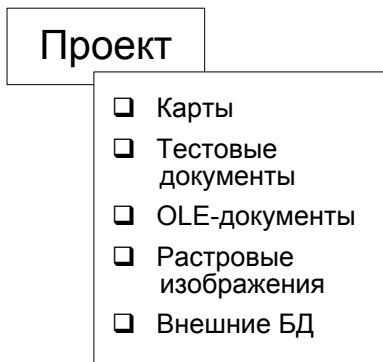 Проект
❑ Карты
❑ Тестовые
документы
❑ OLE-документы
❑ Растровые
изображения
❑ Внешние БД